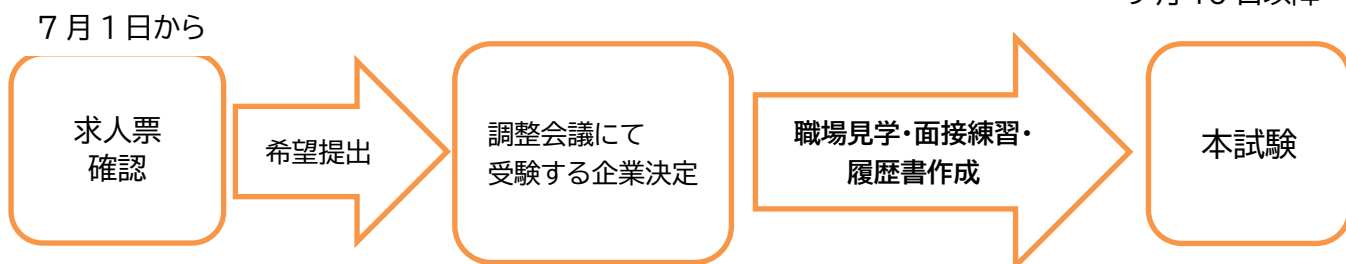 7月1日から
求人票
確認
希望提出
調整会議にて
受験する企業決定
職場見学・面接練習・
履歴書作成
本試験